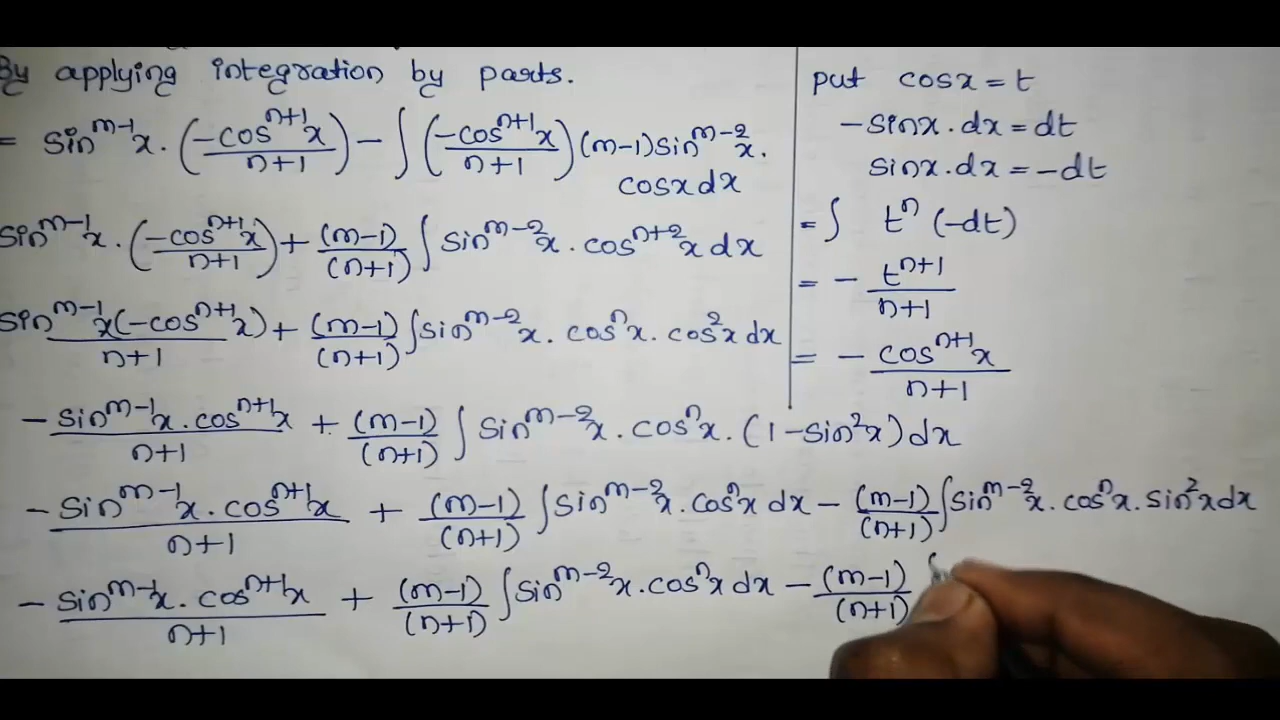 By applying integration by parts.
= sin^{m-1}x . (-cos^{n+1}x / n+1) - ∫ (-cos^{n+1}x / n+1) (m-1) sin^{m-2}x .
cosx dx
sin^{m-1}x . (-cos^{n+1}x / n+1) + (m-1)/(n+1) ∫ sin^{m-2}x . cos^{n+2}x dx
sin^{m-1}x (-cos^{n+1}x) / n+1 + (m-1)/(n+1) ∫ sin^{m-2}x . cos^{n}x . cos^{2}x dx
- sin^{m-1}x . cos^{n+1}x / n+1 + (m-1)/(n+1) ∫ sin^{m-2}x . cos^{n}x . (1-sin^{2}x) dx
- sin^{m-1}x . cos^{n+1}x / n+1 + (m-1)/(n+1) ∫ sin^{m-2}x . cos^{n}x dx - (m-1)/(n+1) ∫ sin^{m-2}x . cos^{n}x . sin^{2}x dx
- sin^{m-1}x . cos^{n+1}x / n+1 + (m-1)/(n+1) ∫ sin^{m-2}x . cos^{n}x dx - (m-1)/(n+1) ∫
put cosx = t
-sinx . dx = dt
sinx . dx = -dt
= ∫ t^{n} (-dt)
= - t^{n+1} / n+1
= - cos^{n+1}x / n+1